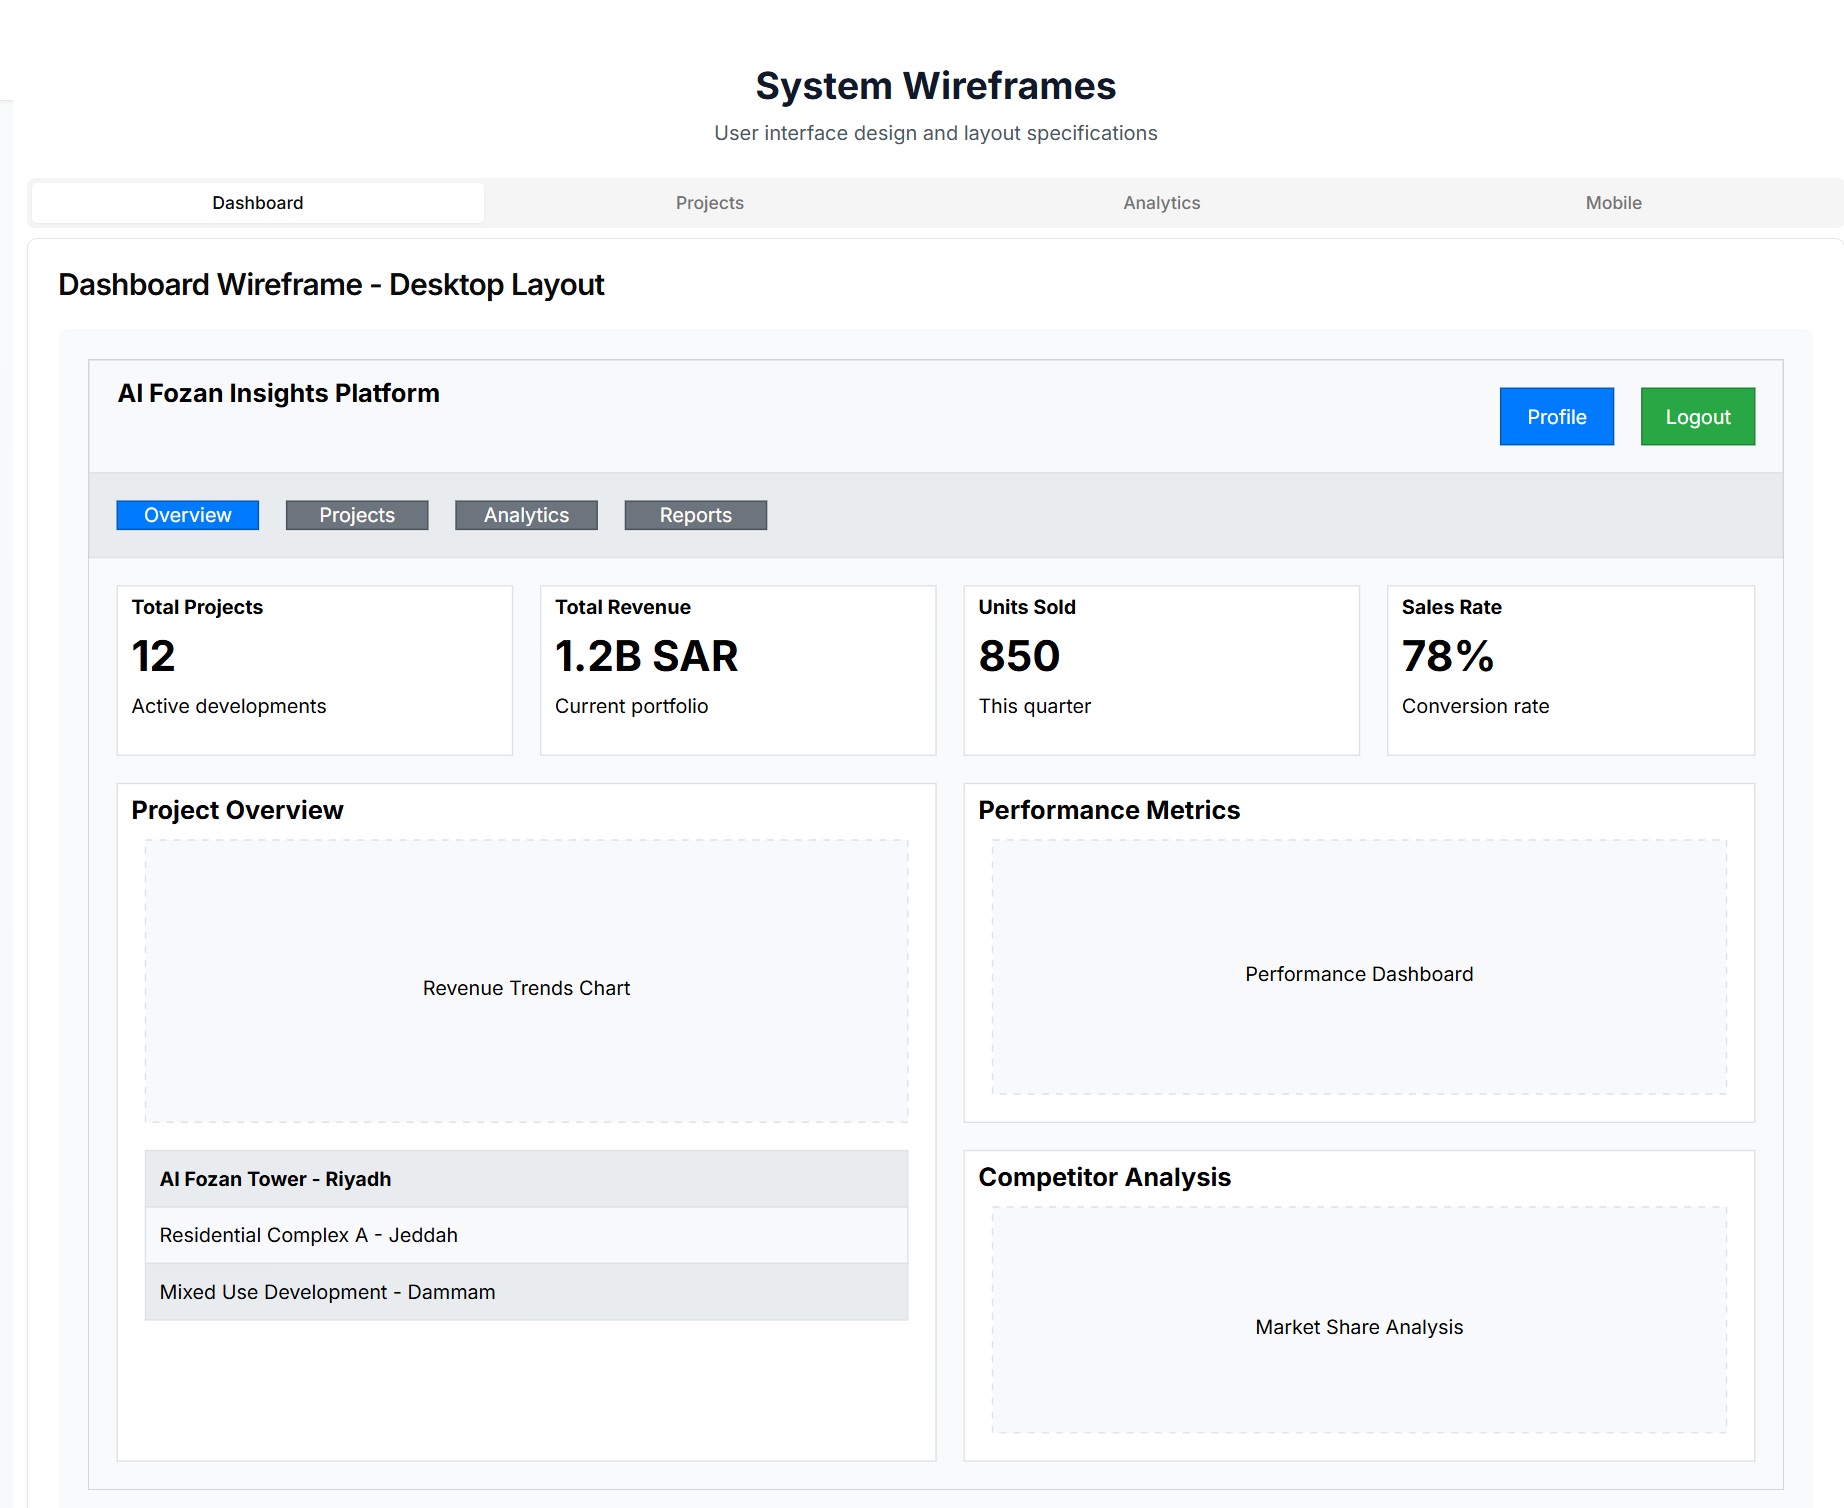 System Wireframes
User interface design and layout specifications
Dashboard
Projects
Analytics
Mobile
Dashboard Wireframe - Desktop Layout
Al Fozan Insights Platform
Profile
Logout
Overview
Projects
Analytics
Reports
Total Projects
12
Active developments
Total Revenue
1.2B SAR
Current portfolio
Units Sold
850
This quarter
Sales Rate
78%
Conversion rate
Project Overview
Revenue Trends Chart
Al Fozan Tower - Riyadh
Residential Complex A - Jeddah
Mixed Use Development - Dammam
Performance Metrics
Performance Dashboard
Competitor Analysis
Market Share Analysis